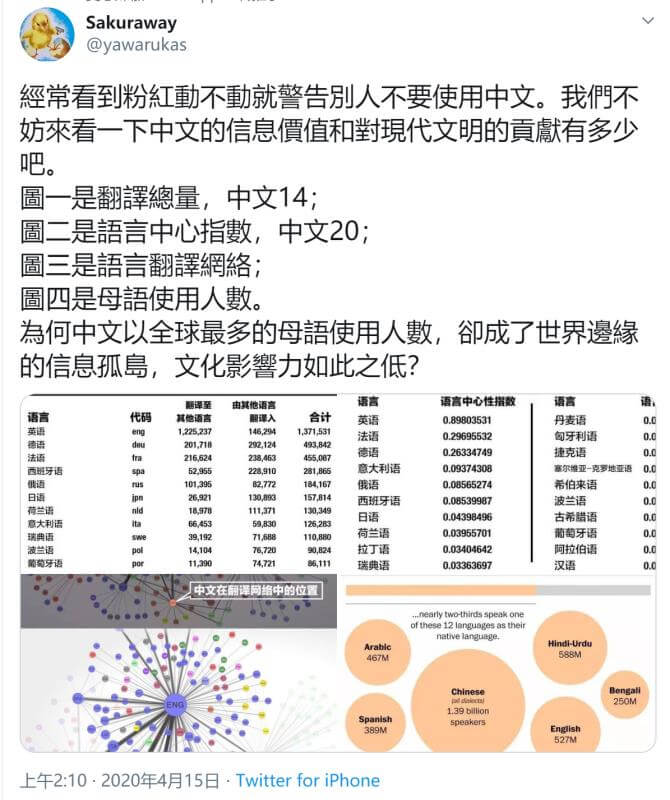 Sakuraway
@yawarukas
經常看到粉紅動不動就警告別人不要使用中文。我們不
妨來看一下中文的信息價值和對現代文明的貢獻有多少
吧。
圖一是翻譯總量，中文14；
圖二是語言中心指數，中文20；
圖三是語言翻譯網絡；
圖四是母語使用人數。
為何中文以全球最多的母語使用人數，卻成了世界邊緣
的信息孤島，文化影響力如此之低？
语言 代码 翻译至其他语言 由其他语言翻译入 合计
英语 eng 1,225,237 146,294 1,371,531
德语 deu 201,718 292,124 493,842
法语 fra 216,624 238,463 455,087
西班牙语 spa 52,955 228,910 281,865
俄语 rus 101,395 82,772 184,167
日语 jpn 26,921 130,893 157,814
荷兰语 nld 18,978 111,371 130,349
意大利语 ita 66,453 59,830 126,283
瑞典语 swe 39,192 71,688 110,880
波兰语 pol 14,104 76,720 90,824
葡萄牙语 por 11,390 74,721 86,111
语言 语言中心性指数 语言
英语 0.89803531 丹麦语 0.0
法语 0.29695532 匈牙利语 0.0
德语 0.26334749 捷克语 0.0
意大利语 0.09374308 塞尔维亚-克罗地亚语 0.0
俄语 0.08565274 希伯来语 0.0
西班牙语 0.08539987 波兰语 0.0
日语 0.04398496 古希腊语 0.0
荷兰语 0.03955701 葡萄牙语 0.0
拉丁语 0.03404642 阿拉伯语 0.0
瑞典语 0.03363697 汉语 0.0
中文在翻译网络中的位置
ENG
...nearly two-thirds speak one
of these 12 languages as their
native language.
Arabic
467M
Hindi-Urdu
588M
Chinese
(all dialects)
1.39 billion
speakers
Bengali
250M
Spanish
389M
English
527M
上午2:10 · 2020年4月15日 · Twitter for iPhone